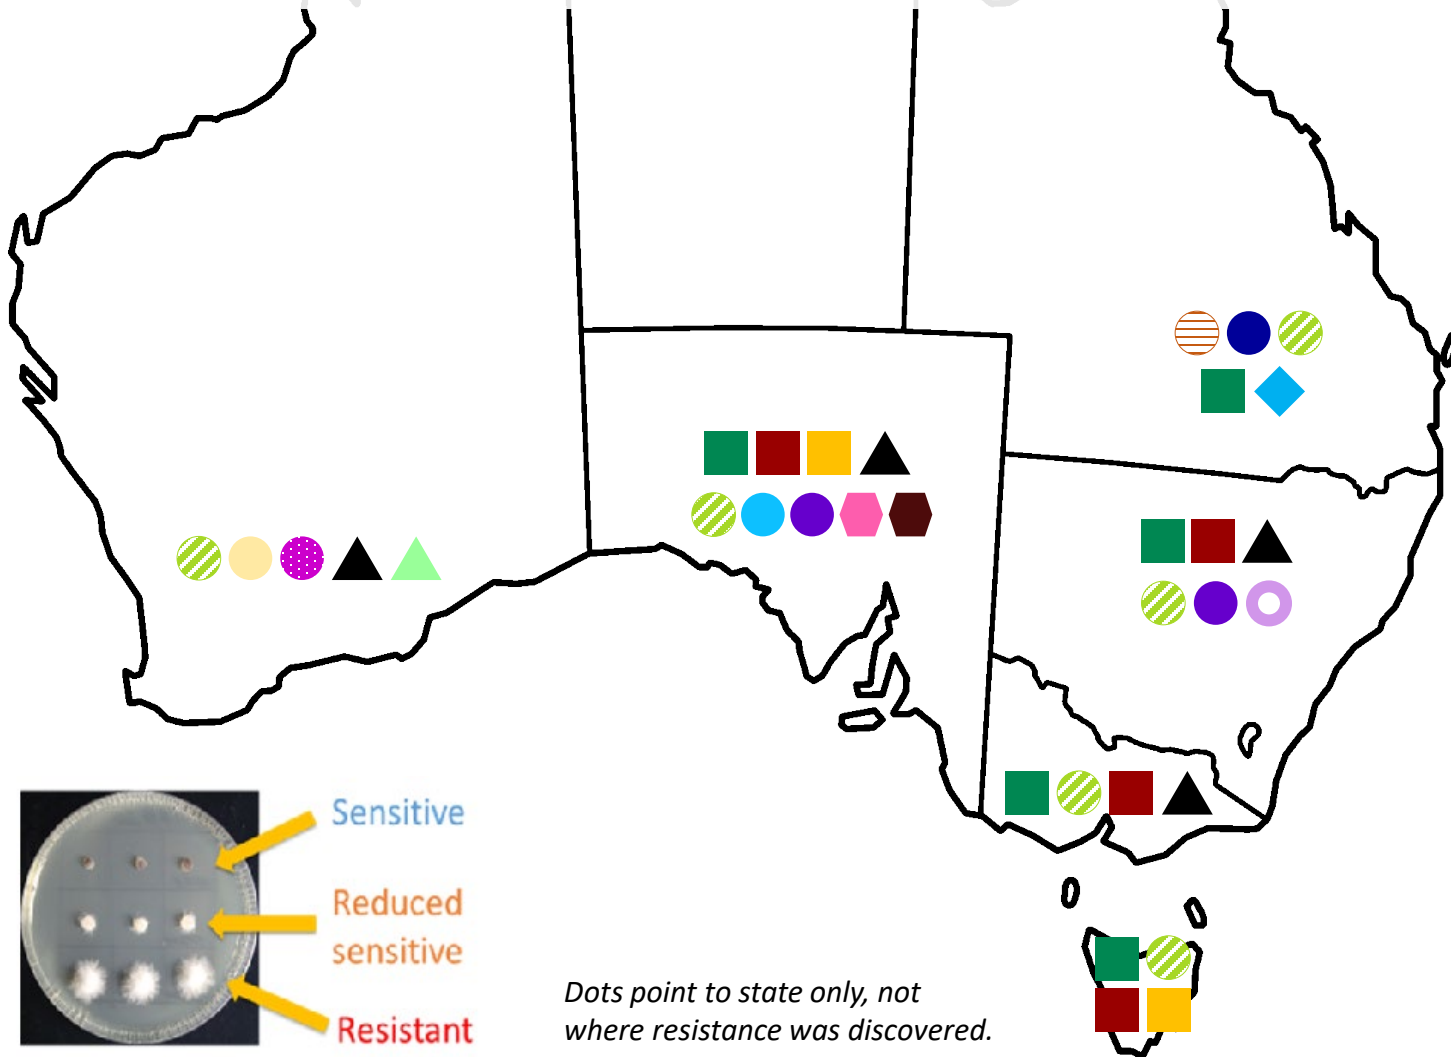 Sensitive
Reduced
sensitive
Resistant
Dots point to state only, not
where resistance was discovered.